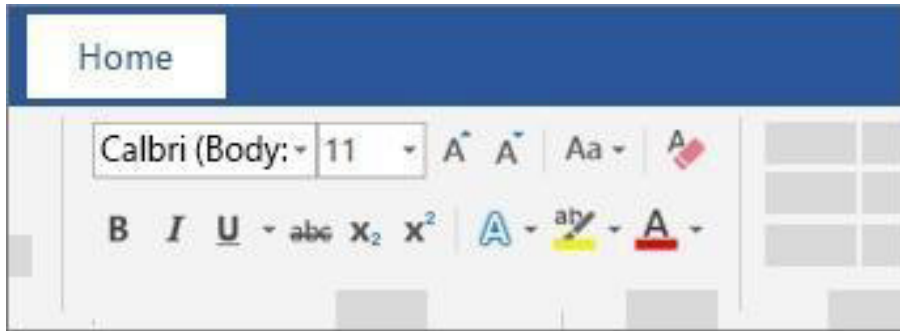 Home
Calbri (Body: 11 A A Aa A
B I U abc X₂ X² A ab A